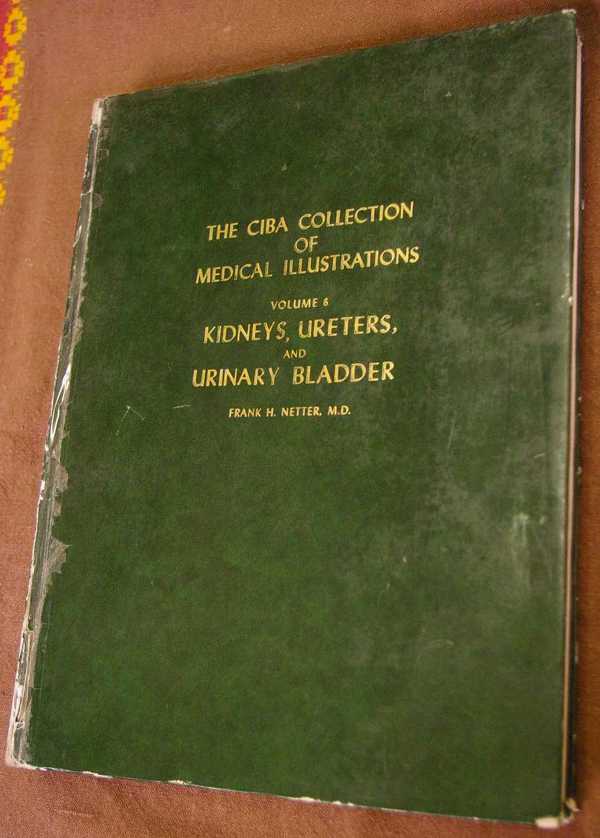 THE CIBA COLLECTION
OF
MEDICAL ILLUSTRATIONS
VOLUME 6
KIDNEYS, URETERS,
AND
URINARY BLADDER
FRANK H. NETTER, M.D.